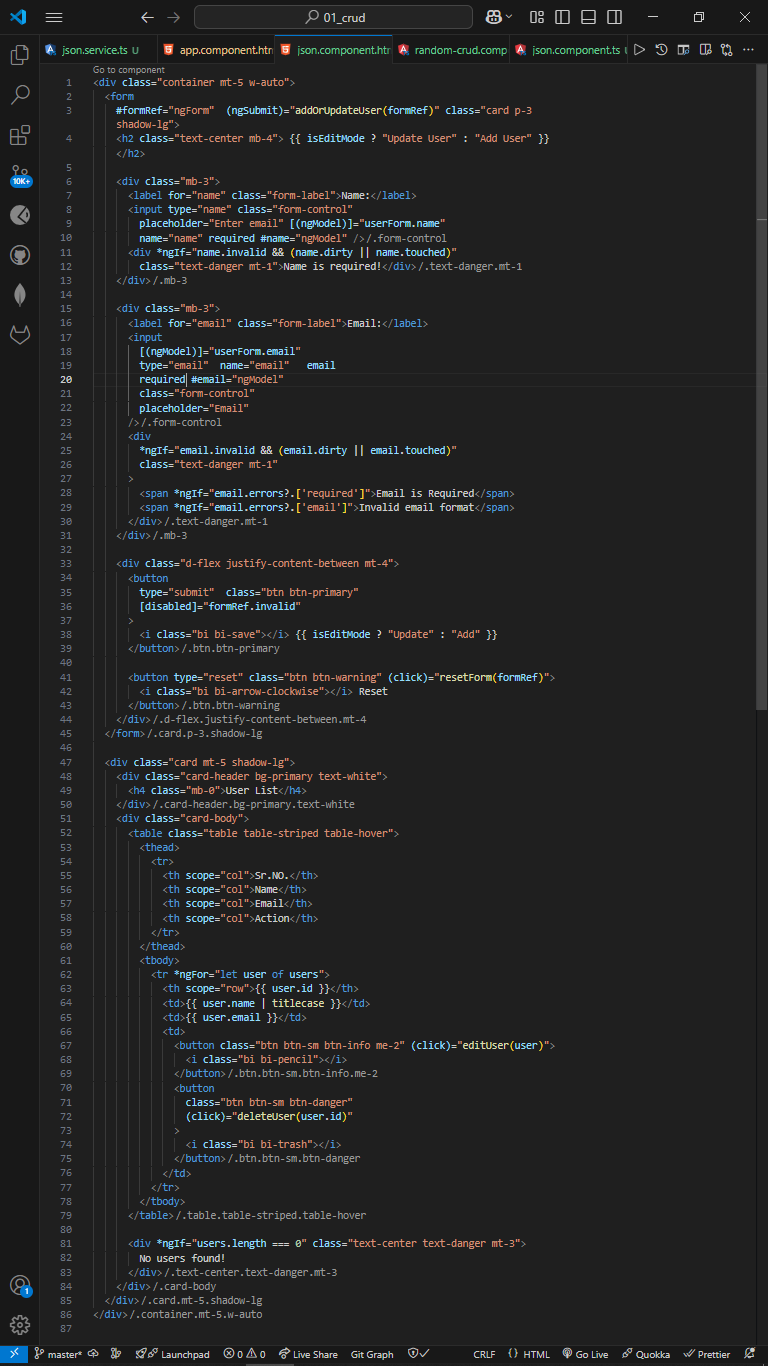 01_crud
json.service.ts U
app.component.htm
json.component.htm
random-crud.comp
json.component.ts
Go to component
1 <div class="container mt-5 w-auto">
2 <form
3 #formRef="ngForm" (ngSubmit)="addOrUpdateUser(formRef)" class="card p-3
shadow-lg">
4 <h2 class="text-center mb-4"> {{ isEditMode ? "Update User" : "Add User" }}
</h2>
5
6 <div class="mb-3">
7 <label for="name" class="form-label">Name:</label>
8 <input type="name" class="form-control"
9 placeholder="Enter email" [(ngModel)]="userForm.name"
10 name="name" required #name="ngModel" />/.form-control
11 <div *ngIf="name.invalid && (name.dirty || name.touched)"
12 class="text-danger mt-1">Name is required!</div>/.text-danger.mt-1
13 </div>/.mb-3
14
15 <div class="mb-3">
16 <label for="email" class="form-label">Email:</label>
17 <input
18 [(ngModel)]="userForm.email"
19 type="email" name="email" email
20 required #email="ngModel"
21 class="form-control"
22 placeholder="Email"
23 />/.form-control
24 <div
25 *ngIf="email.invalid && (email.dirty || email.touched)"
26 class="text-danger mt-1"
27 >
28 <span *ngIf="email.errors?.['required']">Email is Required</span>
29 <span *ngIf="email.errors?.['email']">Invalid email format</span>
30 </div>/.text-danger.mt-1
31 </div>/.mb-3
32
33 <div class="d-flex justify-content-between mt-4">
34 <button
35 type="submit" class="btn btn-primary"
36 [disabled]="formRef.invalid"
37 >
38 <i class="bi bi-save"></i> {{ isEditMode ? "Update" : "Add" }}
39 </button>/.btn.btn-primary
40
41 <button type="reset" class="btn btn-warning" (click)="resetForm(formRef)">
42 <i class="bi bi-arrow-clockwise"></i> Reset
43 </button>/.btn.btn-warning
44 </div>/.d-flex.justify-content-between.mt-4
45 </form>/.card.p-3.shadow-lg
46
47 <div class="card mt-5 shadow-lg">
48 <div class="card-header bg-primary text-white">
49 <h4 class="mb-0">User List</h4>
50 </div>/.card-header.bg-primary.text-white
51 <div class="card-body">
52 <table class="table table-striped table-hover">
53 <thead>
54 <tr>
55 <th scope="col">Sr.NO.</th>
56 <th scope="col">Name</th>
57 <th scope="col">Email</th>
58 <th scope="col">Action</th>
59 </tr>
60 </thead>
61 <tbody>
62 <tr *ngFor="let user of users">
63 <th scope="row">{{ user.id }}</th>
64 <td>{{ user.name | titlecase }}</td>
65 <td>{{ user.email }}</td>
66 <td>
67 <button class="btn btn-sm btn-info me-2" (click)="editUser(user)">
68 <i class="bi bi-pencil"></i>
69 </button>/.btn.btn-sm.btn-info.me-2
70 <button
71 class="btn btn-sm btn-danger"
72 (click)="deleteUser(user.id)"
73 >
74 <i class="bi bi-trash"></i>
75 </button>/.btn.btn-sm.btn-danger
76 </td>
77 </tr>
78 </tbody>
79 </table>/.table.table-striped.table-hover
80
81 <div *ngIf="users.length === 0" class="text-center text-danger mt-3">
82 No users found!
83 </div>/.text-center.text-danger.mt-3
84 </div>/.card-body
85 </div>/.card.mt-5.shadow-lg
86 </div>/.container.mt-5.w-auto
87
10K+
1
master* Launchpad 0 0 Live Share Git Graph CRLF {} HTML Go Live Quokka Prettier